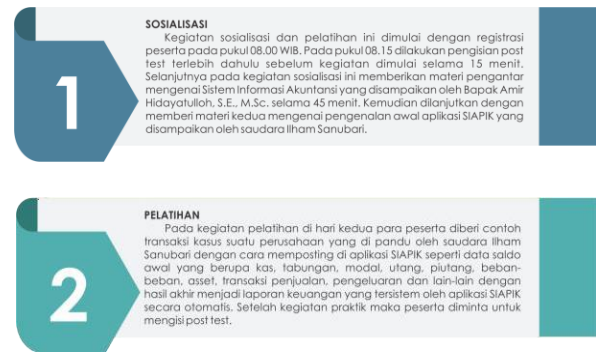 SOSIALISASI
Kegiatan sosialisasi dan pelatihan ini dimulai dengan registrasi
peserta pada pukul 08.00 WIB. Pada pukul 08.15 dilakukan pengisian post
test terlebih dahulu sebelum kegiatan dimulai selama 15 menit.
Selanjutnya pada kegiatan sosialisasi ini memberikan materi pengantar
mengenai Sistem Informasi Akuntansi yang disampaikan oleh Bapak Amir
Hidayatulloh, S.E., M.Sc. selama 45 menit. Kemudian dilanjutkan dengan
memberi materi kedua mengenai pengenalan awal aplikasi SIAPIK yang
disampaikan oleh saudara Ilham Sanubari.
1
PELATIHAN
Pada kegiatan pelatihan di hari kedua para peserta diberi contoh
transaksi kasus suatu perusahaan yang di pandu oleh saudara Ilham
Sanubari dengan cara memposting di aplikasi SIAPIK seperti data saldo
awal yang berupa kas, tabungan, modal, utang, piutang, beban-
beban, asset, transaksi penjualan, pengeluaran dan lain-lain dengan
hasil akhir menjadi laporan keuangan yang tersistem oleh aplikasi SIAPIK
secara otomatis. Setelah kegiatan praktik maka peserta diminta untuk
mengisi post test.
2